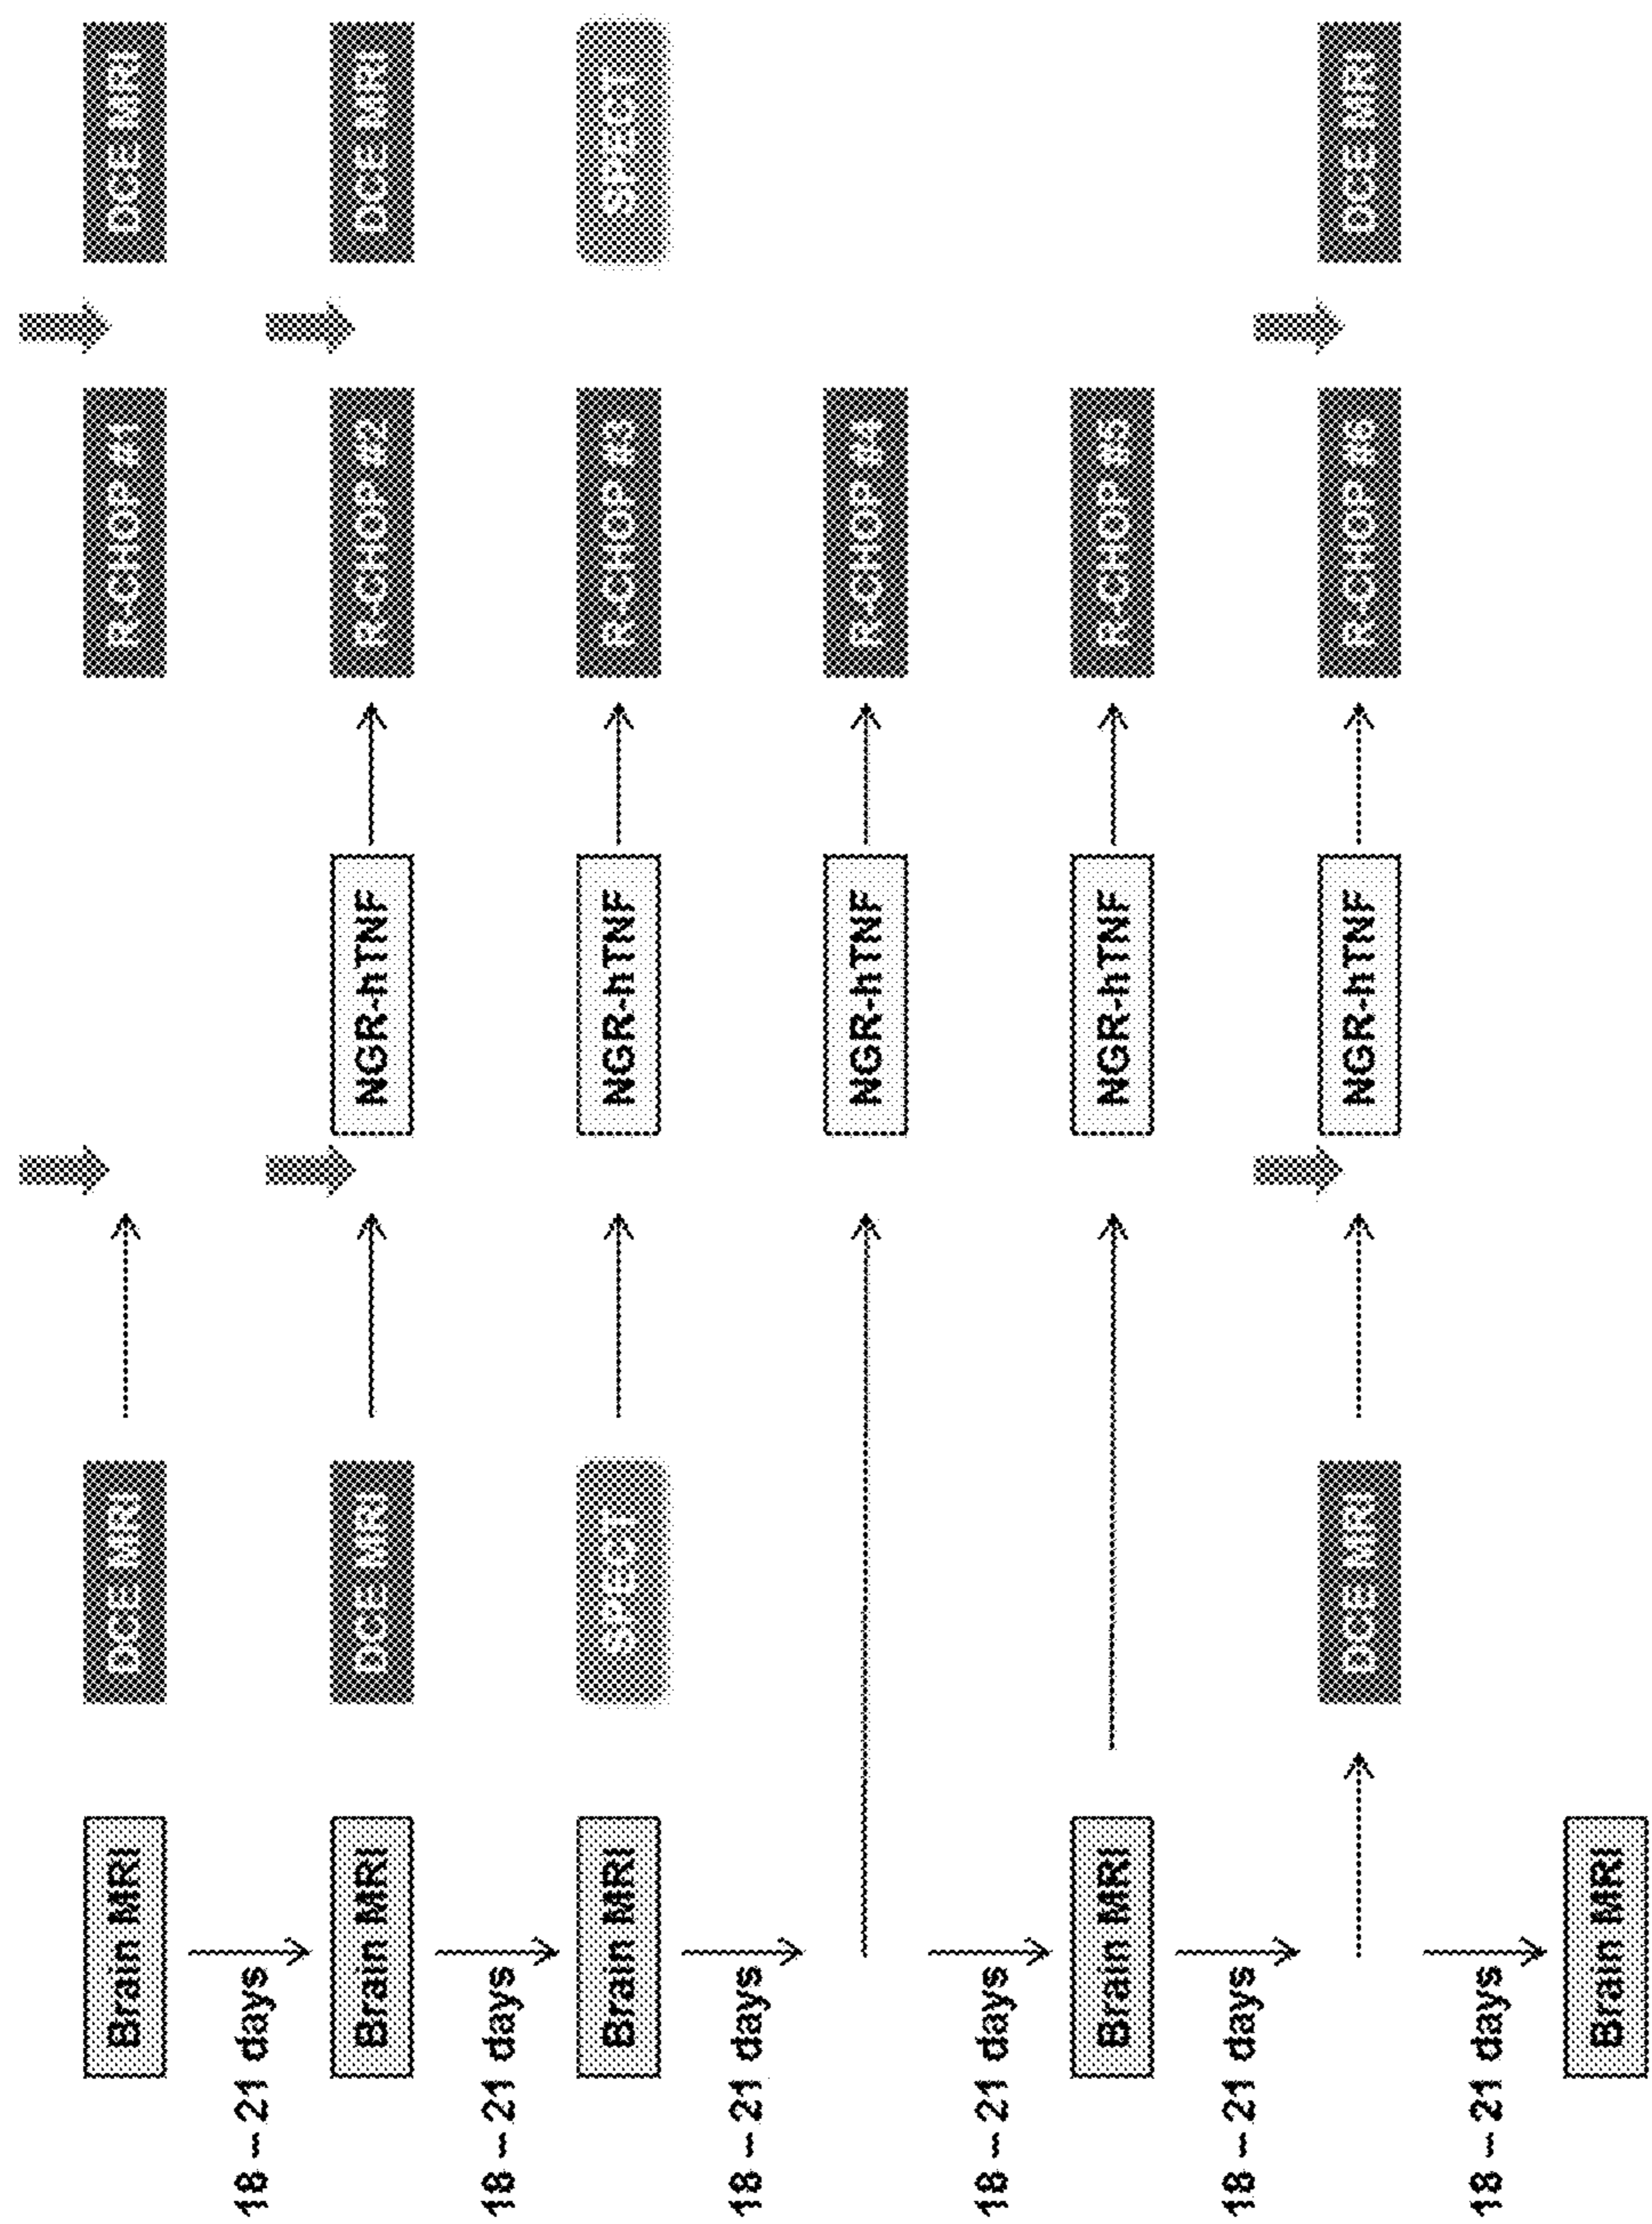 Brain MRI
DCE MRI
R-CHOP #1
DCE MRI
18 – 21 days
Brain MRI
DCE MRI
NGR-hTNF
R-CHOP #2
DCE MRI
18 – 21 days
Brain MRI
SPECT
NGR-hTNF
R-CHOP #3
SPECT
18 – 21 days
NGR-hTNF
R-CHOP #4
18 – 21 days
Brain MRI
NGR-hTNF
R-CHOP #5
18 – 21 days
DCE MRI
NGR-hTNF
R-CHOP #6
DCE MRI
18 – 21 days
Brain MRI